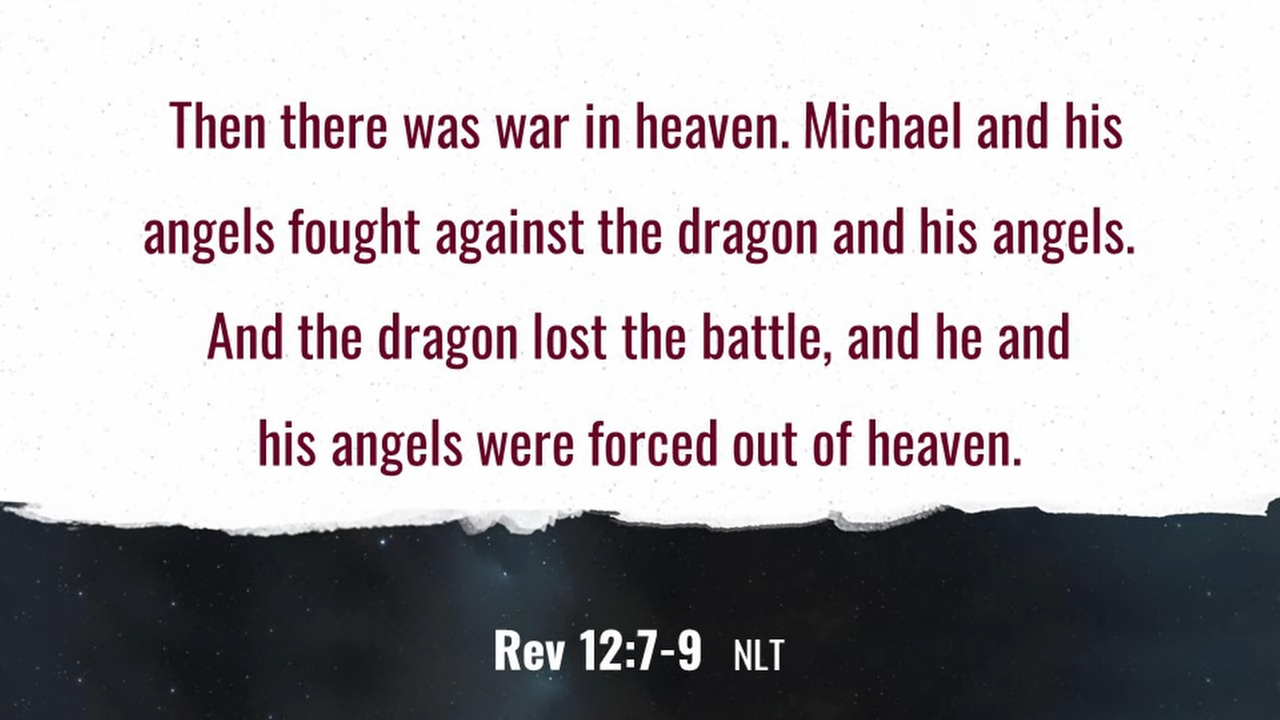 Then there was war in heaven. Michael and his
angels fought against the dragon and his angels.
And the dragon lost the battle, and he and
his angels were forced out of heaven.
Rev 12:7-9 NLT